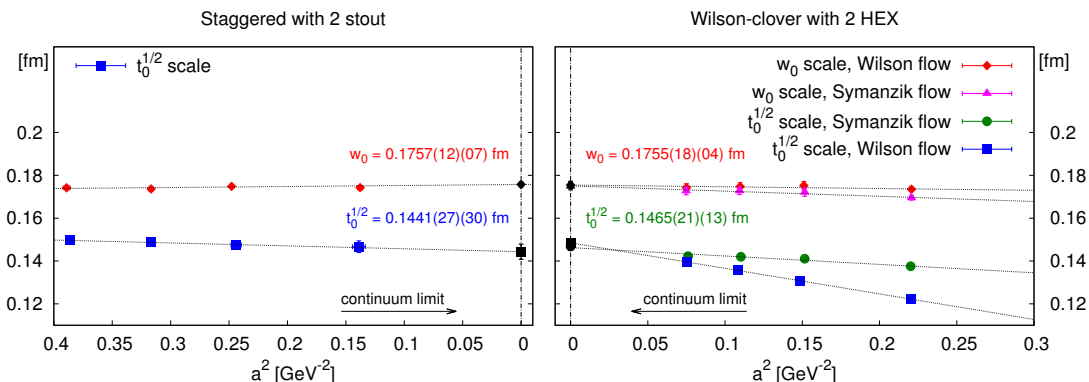 Staggered with 2 stout
[fm]
t₀^1/2 scale
0.2
0.18
0.16
0.14
0.12
w₀ = 0.1757(12)(07) fm
t₀^1/2 = 0.1441(27)(30) fm
continuum limit
0.4 0.35 0.3 0.25 0.2 0.15 0.1 0.05 0
a² [GeV⁻²]
Wilson-clover with 2 HEX
[fm]
w₀ scale, Wilson flow
w₀ scale, Symanzik flow
t₀^1/2 scale, Symanzik flow
t₀^1/2 scale, Wilson flow
w₀ = 0.1755(18)(04) fm
t₀^1/2 = 0.1465(21)(13) fm
continuum limit
0.2
0.18
0.16
0.14
0.12
0 0.05 0.1 0.15 0.2 0.25 0.3
a² [GeV⁻²]